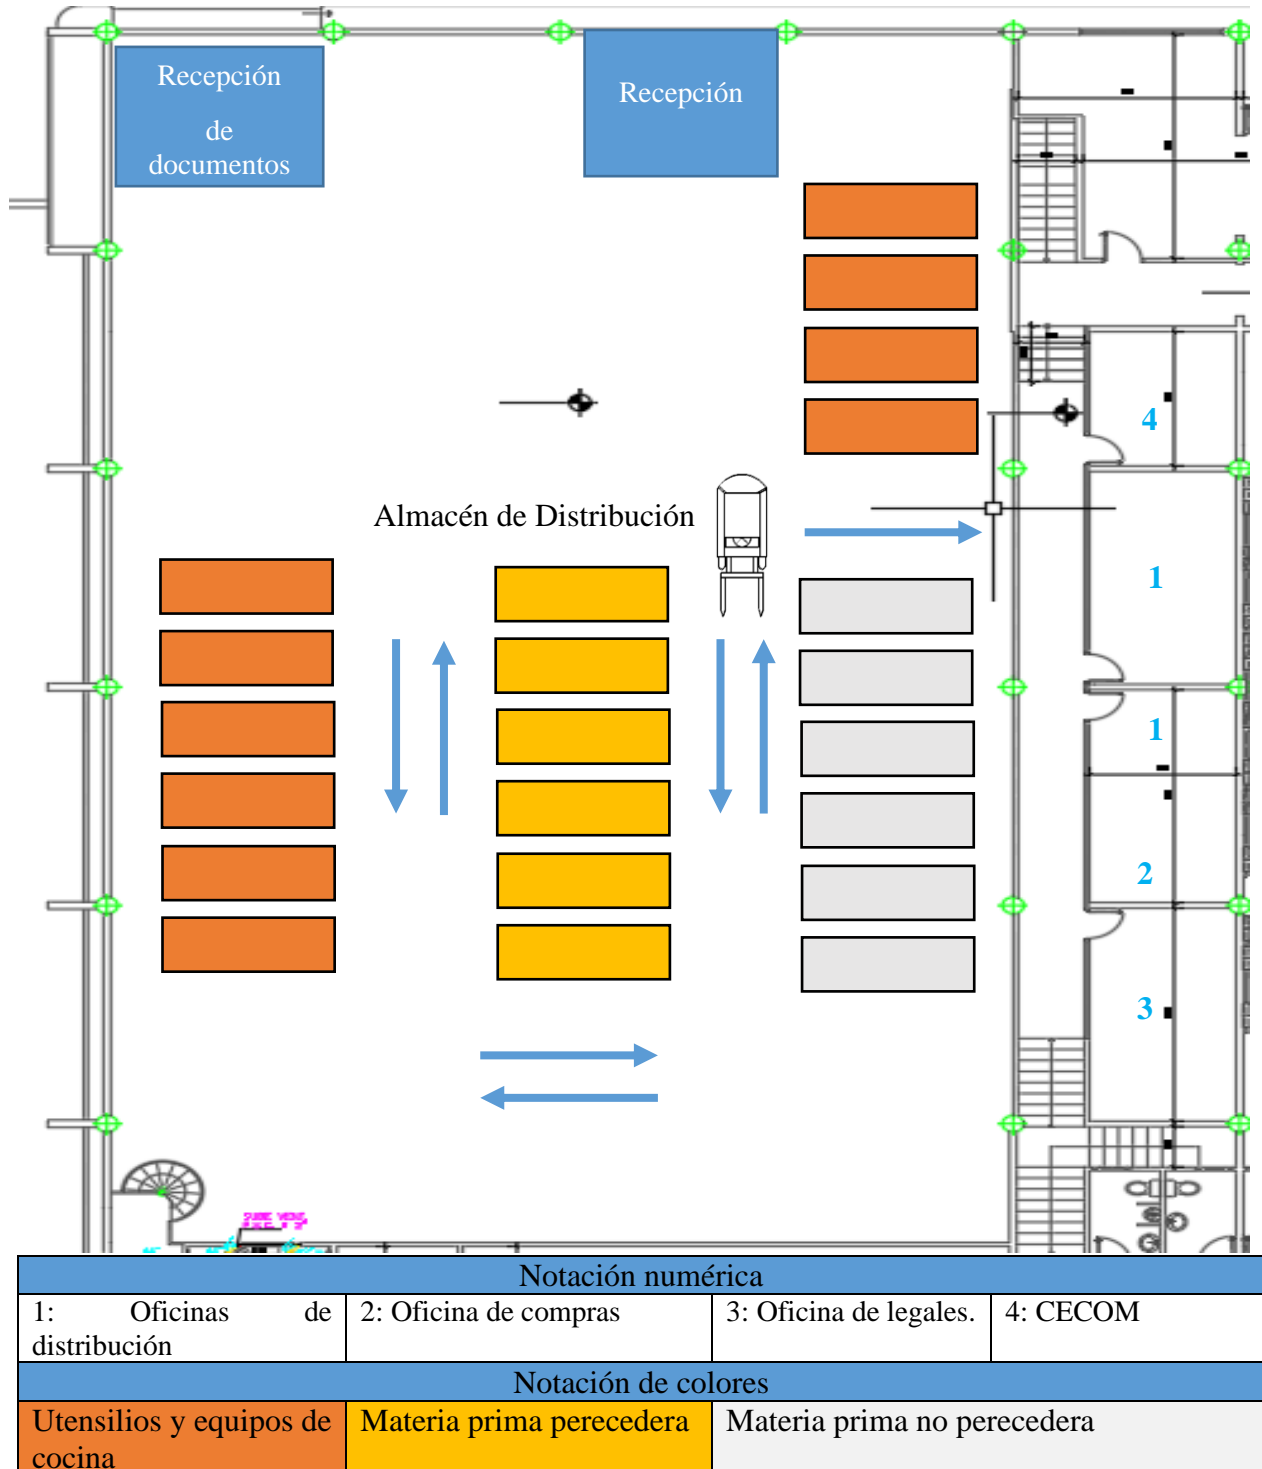 Recepción
de
documentos
Recepción
4
Almacén de Distribución
1
1
2
3
Notación numérica
1: Oficinas de
distribución
2: Oficina de compras
3: Oficina de legales.
4: CECOM
Notación de colores
Utensilios y equipos de
cocina
Materia prima perecedera
Materia prima no perecedera